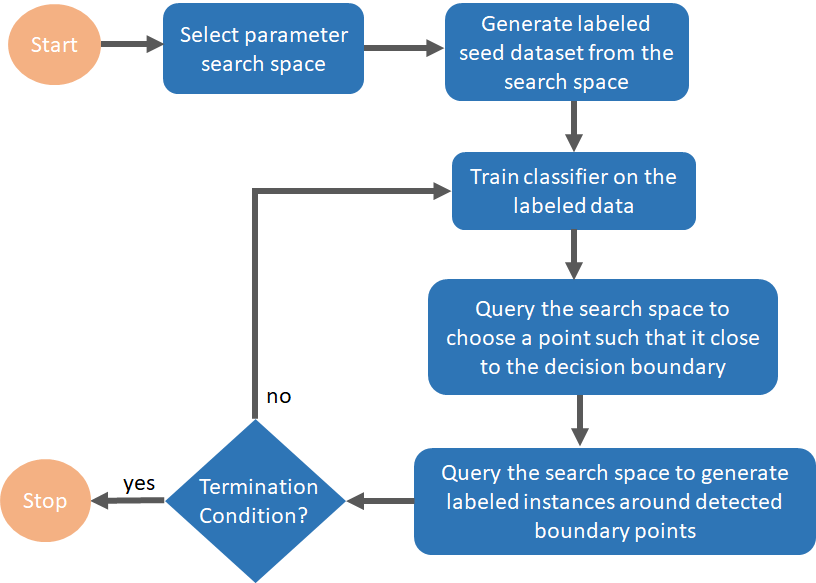 Start
Select parameter
search space
Generate labeled
seed dataset from the
search space
Train classifier on the
labeled data
Query the search space to
choose a point such that it close
to the decision boundary
no
Query the search space to generate
labeled instances around detected
boundary points
Termination
Condition?
yes
Stop